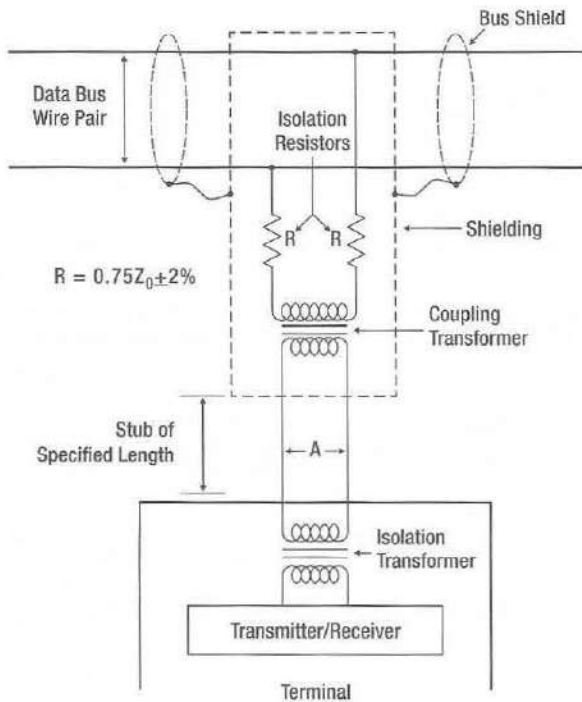 Bus Shield
Data Bus
Wire Pair
Isolation
Resistors
R R
Shielding
R = 0.75Z₀±2%
Coupling
Transformer
Stub of
Specified Length
A
Isolation
Transformer
Transmitter/Receiver
Terminal